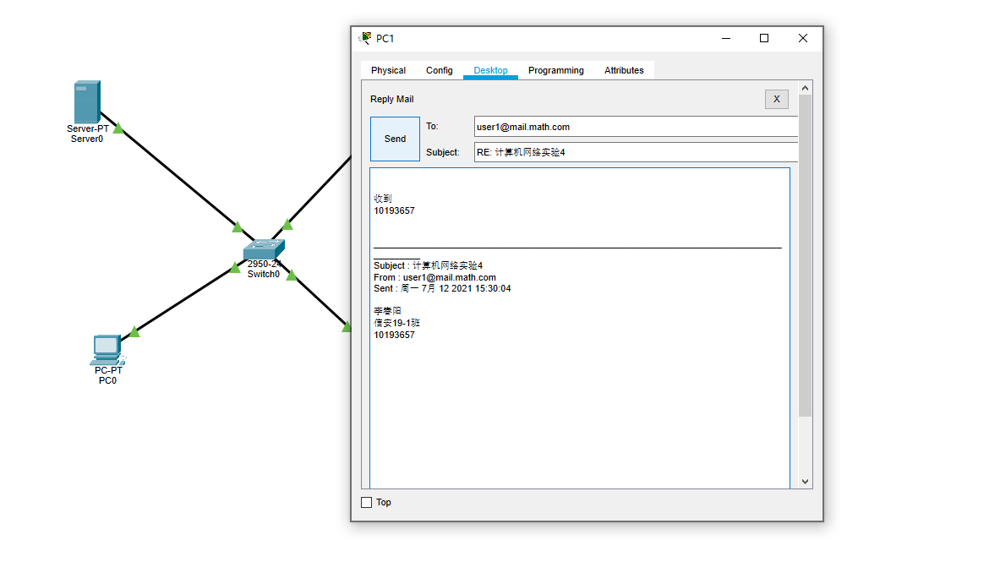 PC1
Physical Config Desktop Programming Attributes
Reply Mail
X
Send
To:
user1@mail.math.com
Subject:
RE: 计算机网络实验4
收到
10193657
Subject : 计算机网络实验4
From : user1@mail.math.com
Sent : 周一 7月 12 2021 15:30:04
李春阳
信安19-1班
10193657
Top
Server-PT
Server0
2950-24
Switch0
PC-PT
PC0